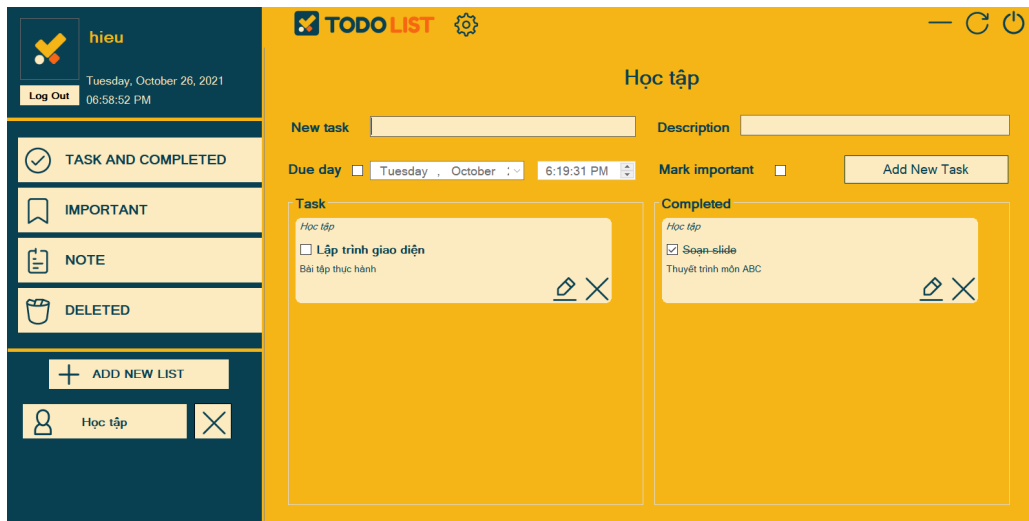 hieu
Tuesday, October 26, 2021
06:58:52 PM
Log Out
TASK AND COMPLETED
IMPORTANT
NOTE
DELETED
ADD NEW LIST
Học tập
TODO LIST
Học tập
New task
Description
Due day
Tuesday , October
6:19:31 PM
Mark important
Add New Task
Task
Học tập
Lập trình giao diện
Bài tập thực hành
Completed
Học tập
Soạn slide
Thuyết trình môn ABC